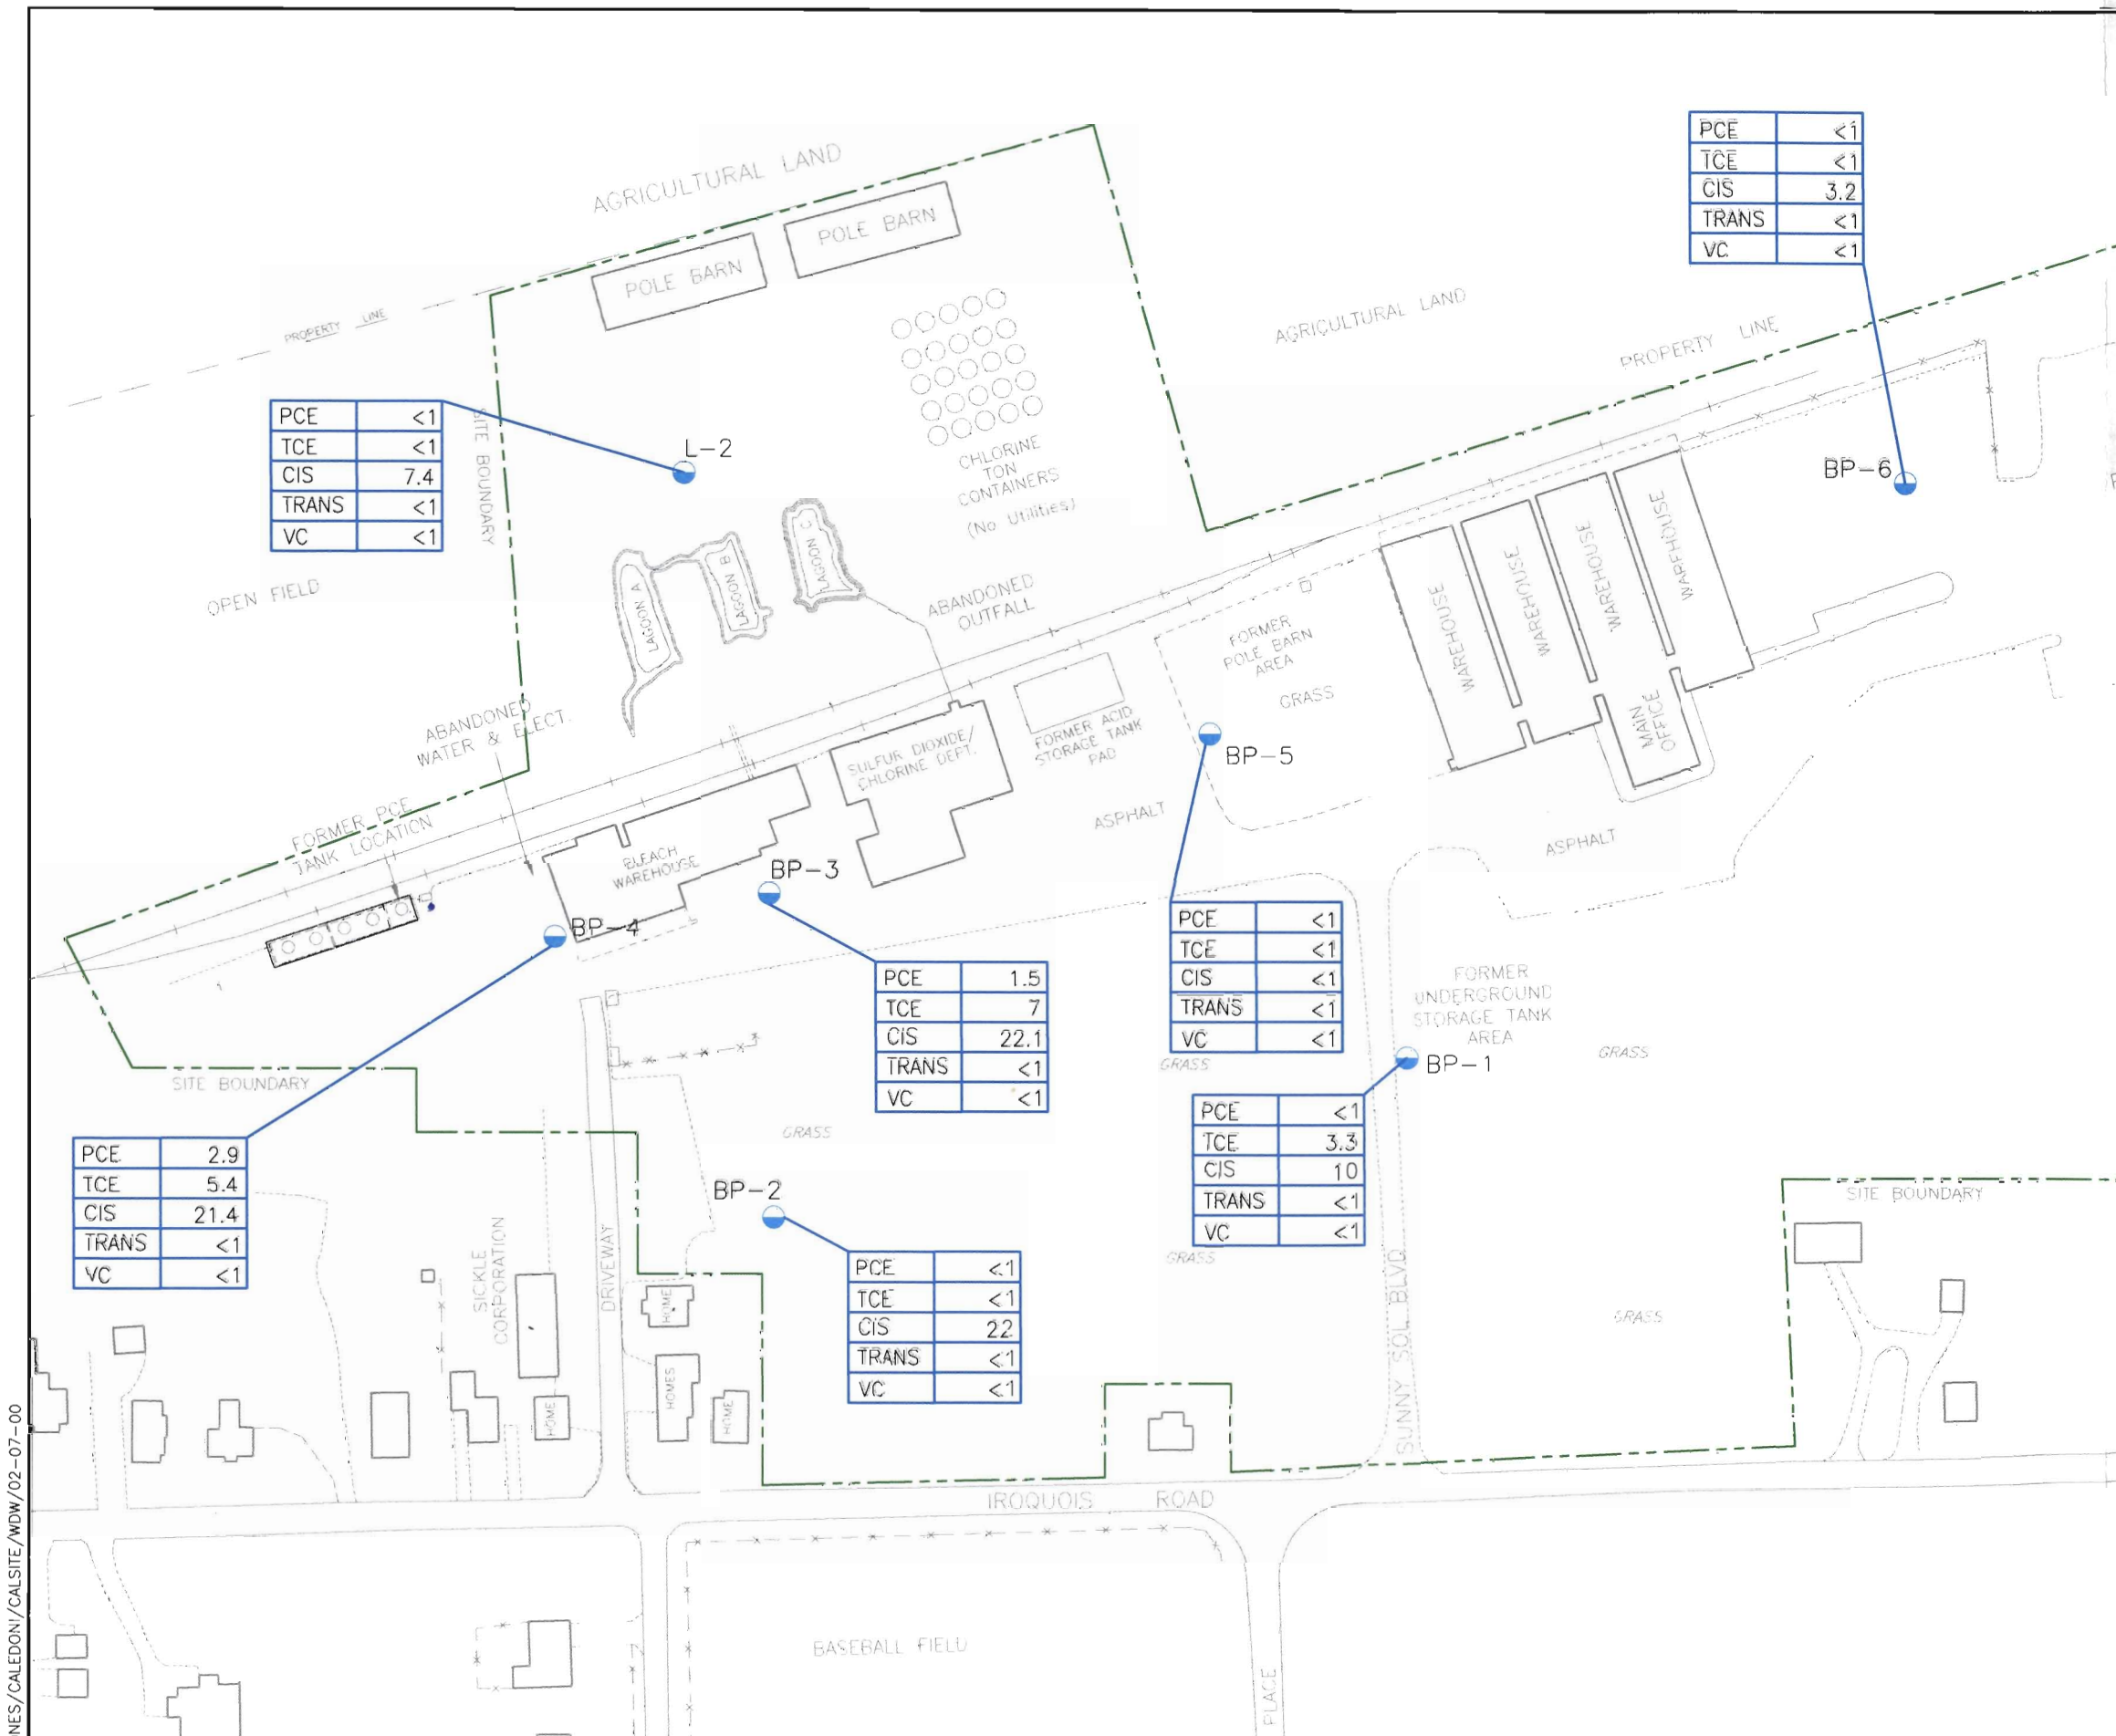 AGRICULTURAL LAND
POLE BARN
POLE BARN
PROPERTY LINE
AGRICULTURAL LAND
PROPERTY LINE
PCE <1
TCE <1
CIS 3.2
TRANS <1
VC <1
BP-6
PCE <1
TCE <1
CIS 7.4
TRANS <1
VC <1
SITE BOUNDARY
L-2
CHLORINE
TON
CONTAINERS
(No Utilities)
OPEN FIELD
LAGOON A
LAGOON B
LAGOON C
ABANDONED
OUTFALL
ABANDONED
WATER & ELECT.
FORMER
POLE BARN
AREA
GRASS
WAREHOUSE
WAREHOUSE
WAREHOUSE
WAREHOUSE
MAIN
OFFICE
FORMER PCE
TANK LOCATION
SULFUR DIOXIDE/
CHLORINE DEPT.
FORMER ACID
STORAGE TANK
PAD
BP-5
ASPHALT
ASPHALT
BLEACH
WAREHOUSE
BP-3
BP-4
PCE 1.5
TCE 7
CIS 22.1
TRANS <1
VC <1
PCE <1
TCE <1
CIS <1
TRANS <1
VC <1
GRASS
FORMER
UNDERGROUND
STORAGE TANK
AREA
GRASS
BP-1
SITE BOUNDARY
PCE <1
TCE 3.3
CIS 10
TRANS <1
VC <1
GRASS
GRASS
PCE 2.9
TCE 5.4
CIS 21.4
TRANS <1
VC <1
BP-2
PCE <1
TCE <1
CIS 22
TRANS <1
VC <1
SITE BOUNDARY
SICKLE
CORPORATION
DRIVEWAY
HOME
HOMES
HOME
HOME
GRASS
SUNNY SOL BLVD
IROQUOIS ROAD
BASEBALL FIELD
PLACE
NES/CALEDONI/CALSITE/WDW/02-07-00